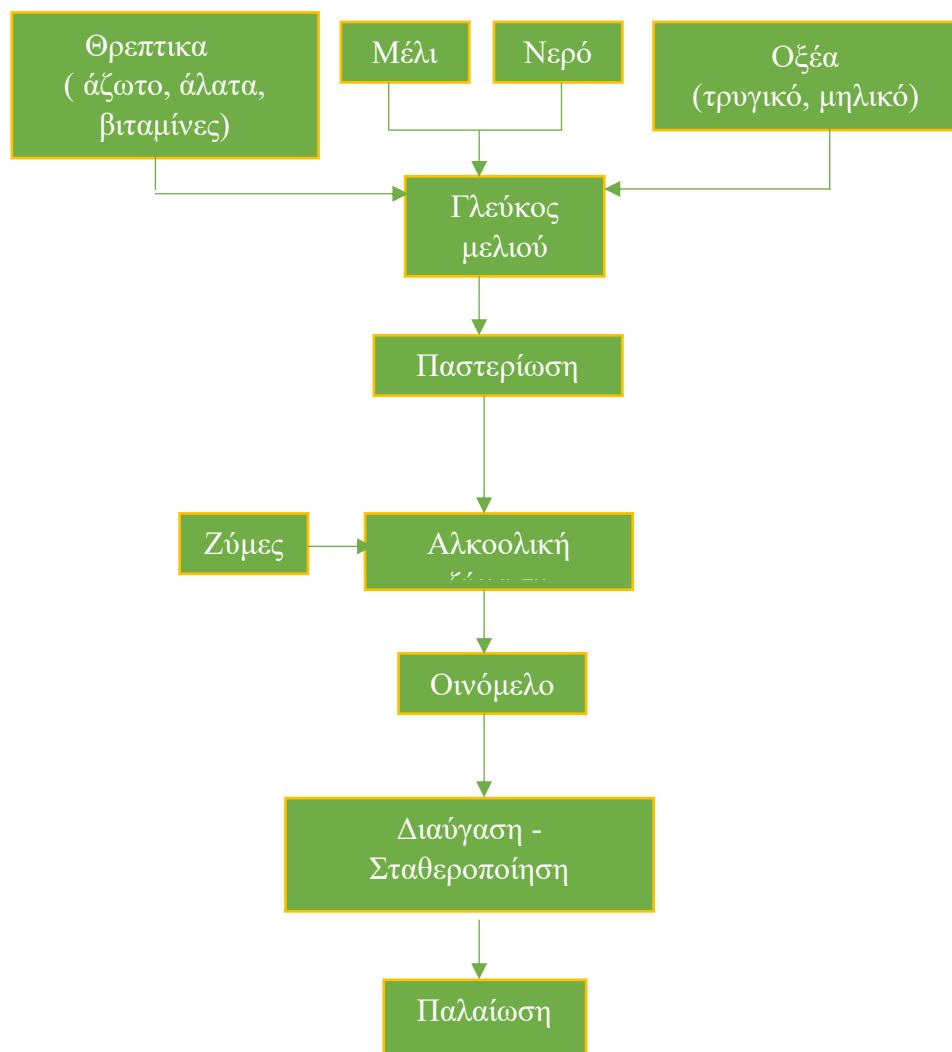 Θρεπτικα
( άζωτο, άλατα,
βιταμίνες)
Μέλι
Νερό
Οξέα
(τρυγικό, μηλικό)
Γλεύκος
μελιού
Παστερίωση
Ζύμες
Αλκοολική
Οινόμελο
Διαύγαση -
Σταθεροποίηση
Παλαίωση